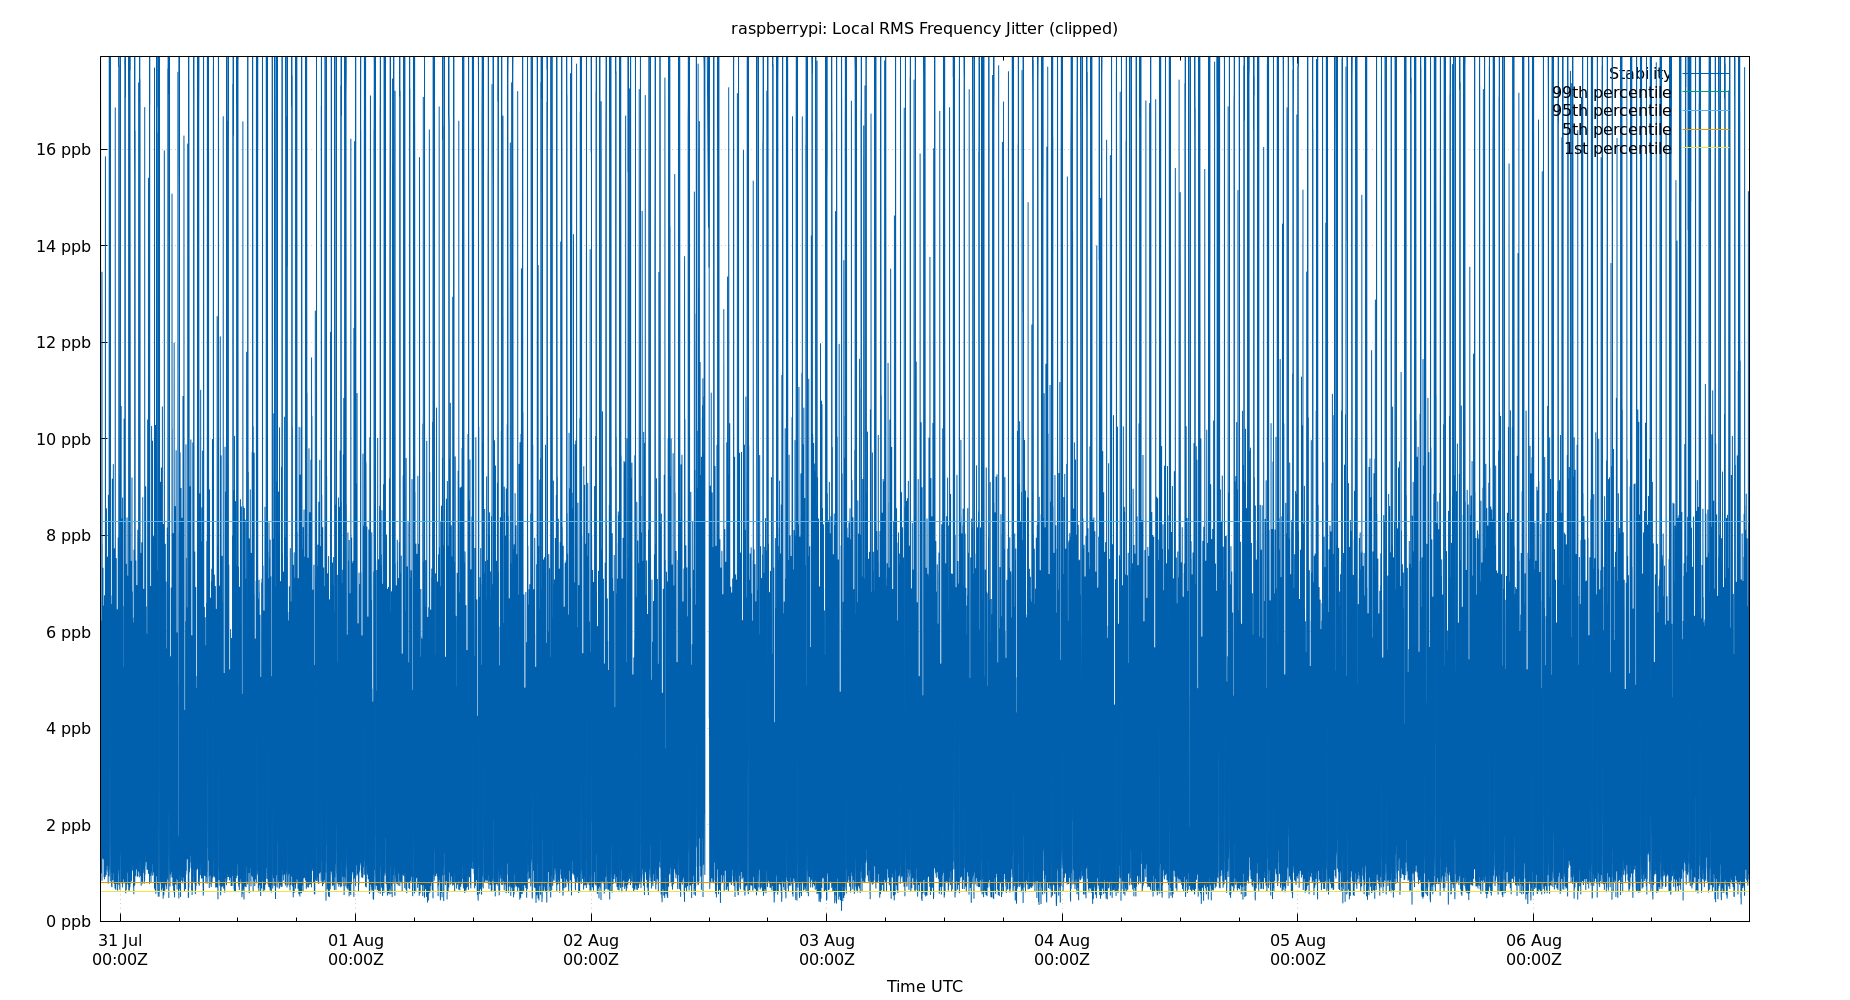 raspberrypi: Local RMS Frequency Jitter (clipped)
Stability
99th percentile
95th percentile
5th percentile
1st percentile
16 ppb
14 ppb
12 ppb
10 ppb
8 ppb
6 ppb
4 ppb
2 ppb
0 ppb
31 Jul 01 Aug 02 Aug 03 Aug 04 Aug 05 Aug 06 Aug
00:00Z 00:00Z 00:00Z 00:00Z 00:00Z 00:00Z 00:00Z
Time UTC